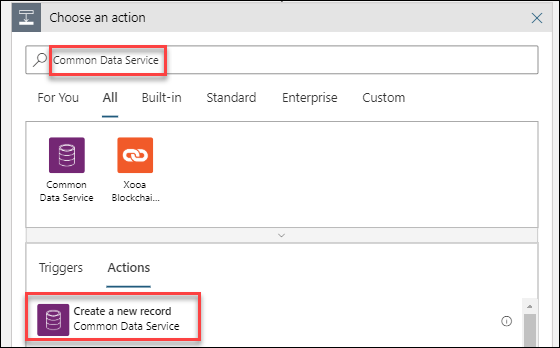 Choose an action
Common Data Service
For You All Built-in Standard Enterprise Custom
Common
Data Service
Xooa
Blockchai...
Triggers Actions
Create a new record
Common Data Service